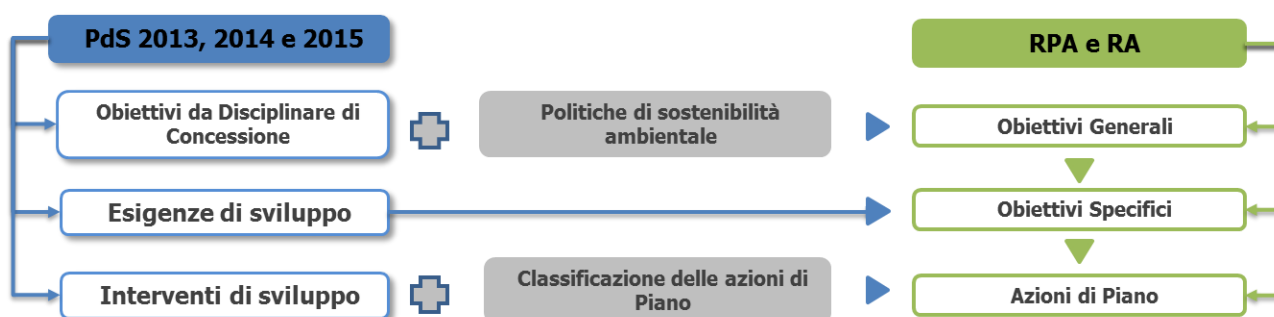 PdS 2013, 2014 e 2015
RPA e RA
Obiettivi da Disciplinare di
Concessione
Politiche di sostenibilità
ambientale
Obiettivi Generali
Esigenze di sviluppo
Obiettivi Specifici
Interventi di sviluppo
Classificazione delle azioni di
Piano
Azioni di Piano